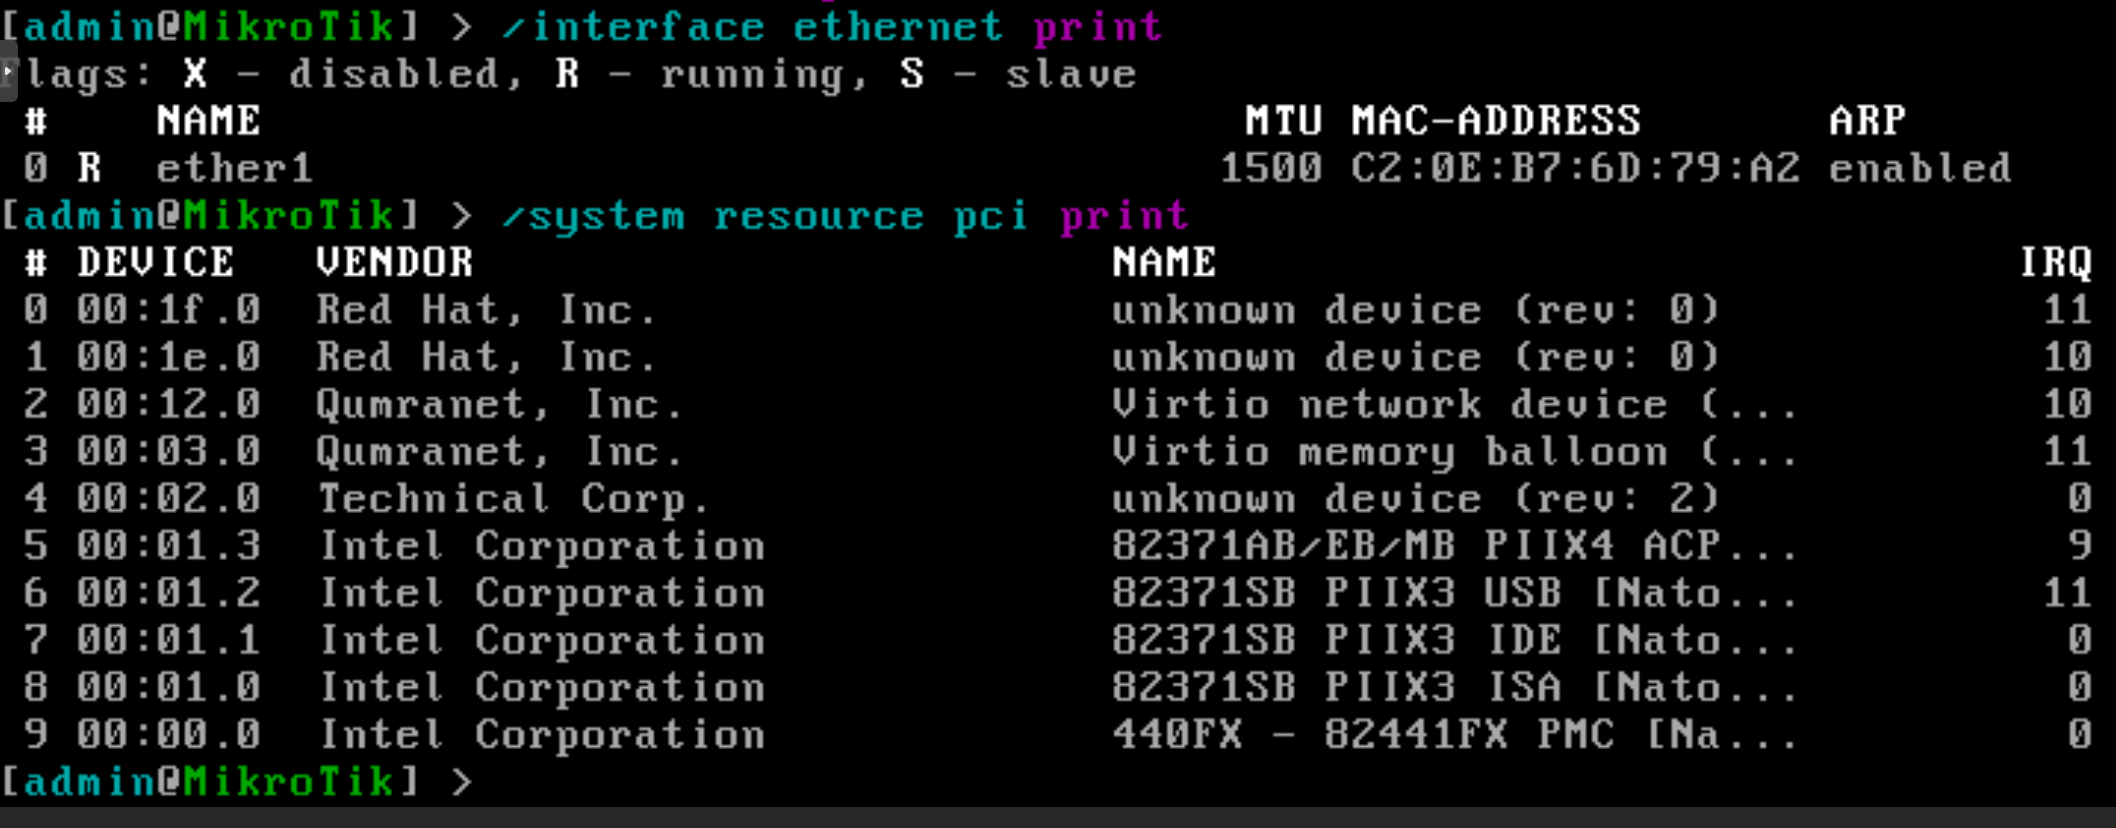 [admin@MikroTik] > /interface ethernet print
Flags: X - disabled, R - running, S - slave
# NAME MTU MAC-ADDRESS ARP
0 R ether1 1500 C2:0E:B7:6D:79:A2 enabled
[admin@MikroTik] > /system resource pci print
# DEVICE VENDOR NAME IRQ
0 00:1f.0 Red Hat, Inc. unknown device (rev: 0) 11
1 00:1e.0 Red Hat, Inc. unknown device (rev: 0) 10
2 00:12.0 Qumranet, Inc. Virtio network device (... 10
3 00:03.0 Qumranet, Inc. Virtio memory balloon (... 11
4 00:02.0 Technical Corp. unknown device (rev: 2) 0
5 00:01.3 Intel Corporation 82371AB/EB/MB PIIX4 ACP... 9
6 00:01.2 Intel Corporation 82371SB PIIX3 USB [Nato... 11
7 00:01.1 Intel Corporation 82371SB PIIX3 IDE [Nato... 0
8 00:01.0 Intel Corporation 82371SB PIIX3 ISA [Nato... 0
9 00:00.0 Intel Corporation 440FX - 82441FX PMC [Na... 0
[admin@MikroTik] >